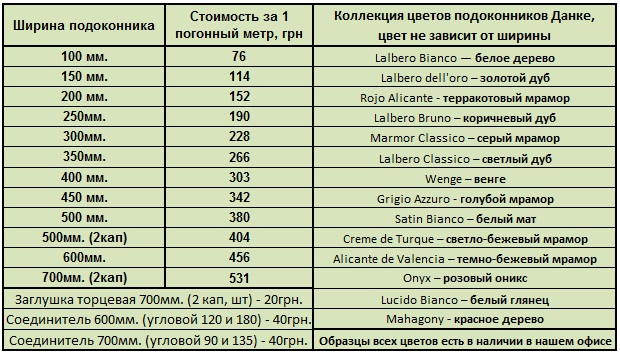 Ширина подоконника
Стоимость за 1
погонный метр, грн
Коллекция цветов подоконников Данке,
цвет не зависит от ширины
100 мм. 76 Lalbero Bianco — белое дерево
150 мм. 114 Lalbero dell'oro – золотой дуб
200 мм. 152 Rojo Alicante - терракотовый мрамор
250мм. 190 Lalbero Bruno – коричневый дуб
300мм. 228 Marmor Classico – серый мрамор
350мм. 266 Lalbero Classico – светлый дуб
400 мм. 303 Wenge – венге
450 мм. 342 Grigio Azzuro - голубой мрамор
500 мм. 380 Satin Bianco – белый мат
500мм. (2кап) 404 Creme de Turque – светло-бежевый мрамор
600мм. 456 Alicante de Valencia – темно-бежевый мрамор
700мм. (2кап) 531 Onyx – розовый оникс
Заглушка торцевая 700мм. (2 кап, шт) - 20грн. Lucido Bianco – белый глянец
Соединитель 600мм. (угловой 120 и 180) - 40грн. Mahagony - красное дерево
Соединитель 700мм. (угловой 90 и 135) - 40грн. Образцы всех цветов есть в наличии в нашем офисе